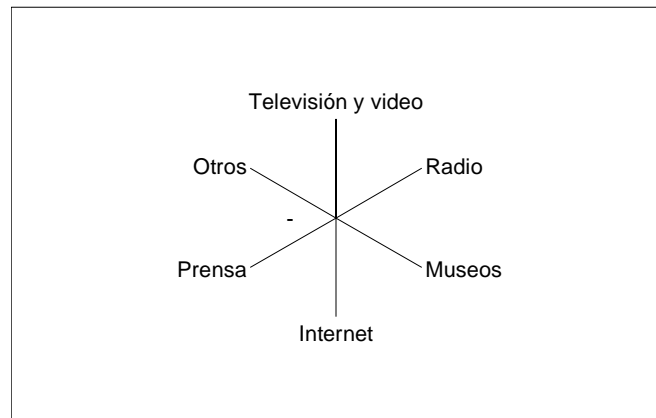 Televisión y video
Otros
Radio
-
Prensa
Museos
Internet